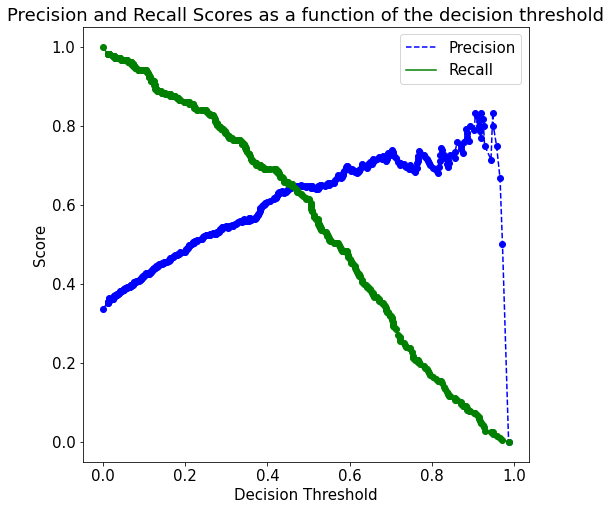 Precision and Recall Scores as a function of the decision threshold
Precision
Recall
1.0
0.8
0.6
0.4
0.2
0.0
Score
0.0 0.2 0.4 0.6 0.8 1.0
Decision Threshold